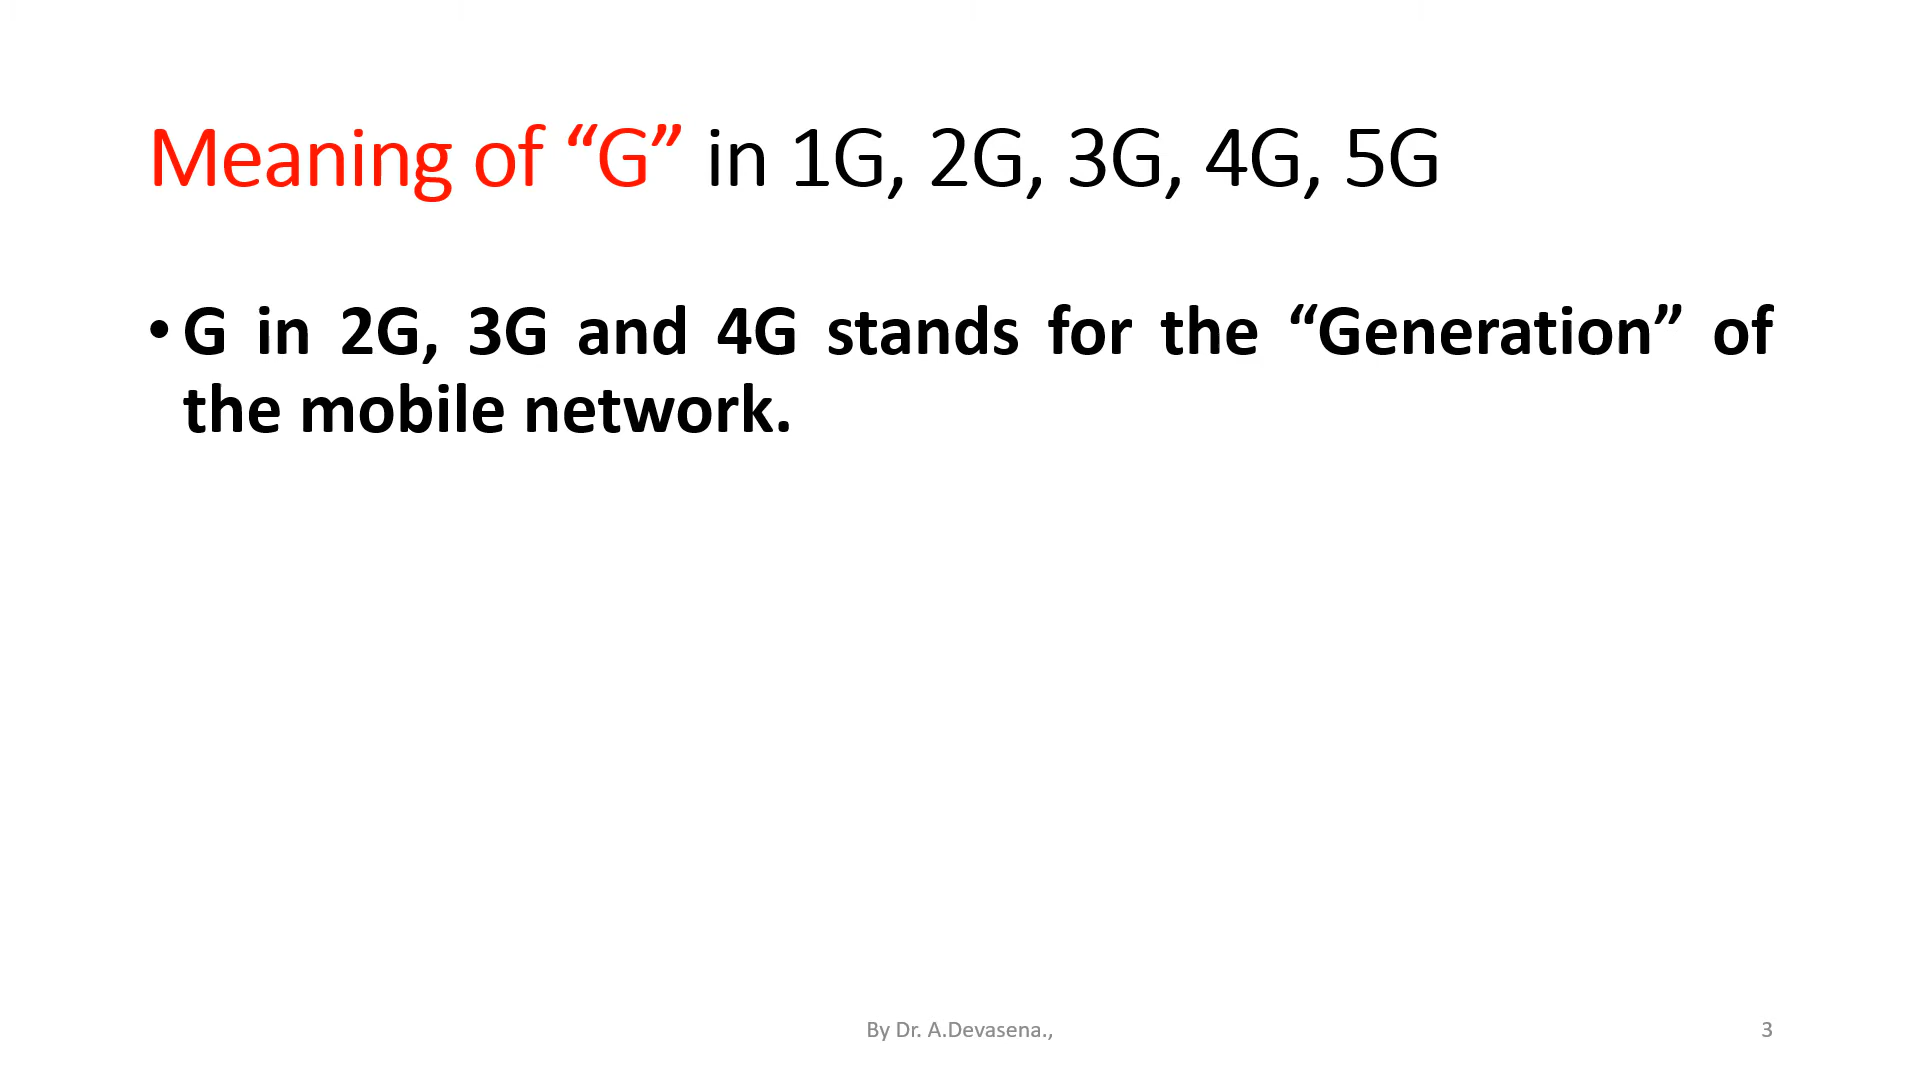 Meaning of “G” in 1G, 2G, 3G, 4G, 5G
• G in 2G, 3G and 4G stands for the “Generation” of
the mobile network.
By Dr. A.Devasena.,
3